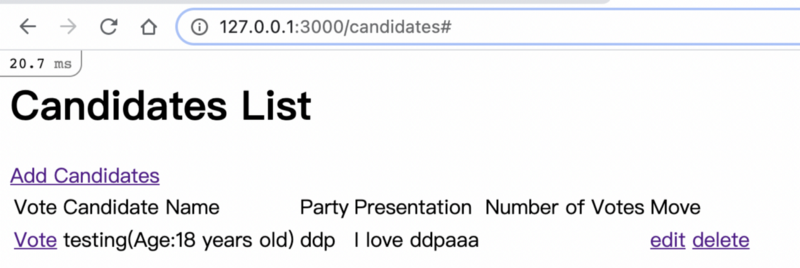 127.0.0.1:3000/candidates#
20.7 ms
Candidates List
Add Candidates
Vote Candidate Name Party Presentation Number of Votes Move
Vote testing(Age:18 years old) ddp I love ddpaaa edit delete